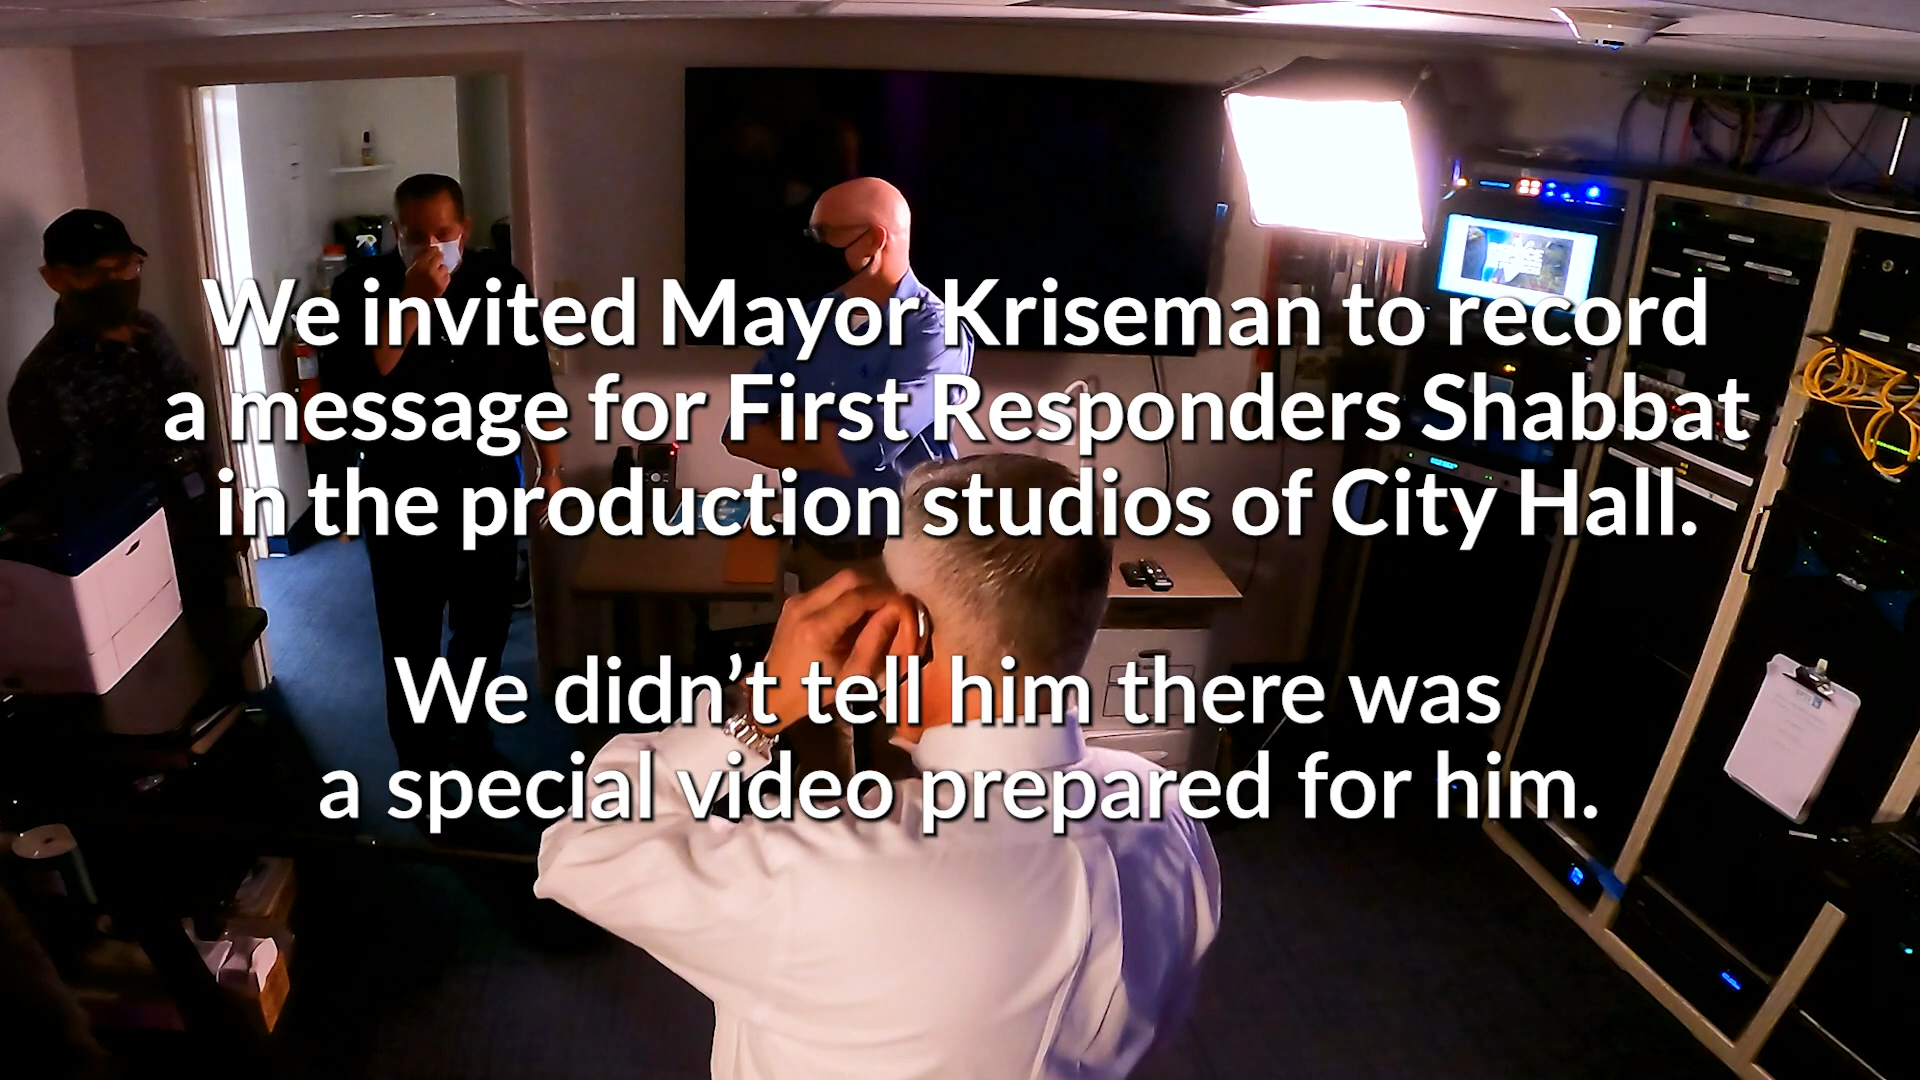 We invited Mayor Kriseman to record
a message for First Responders Shabbat
in the production studios of City Hall.
We didn’t tell him there was
a special video prepared for him.